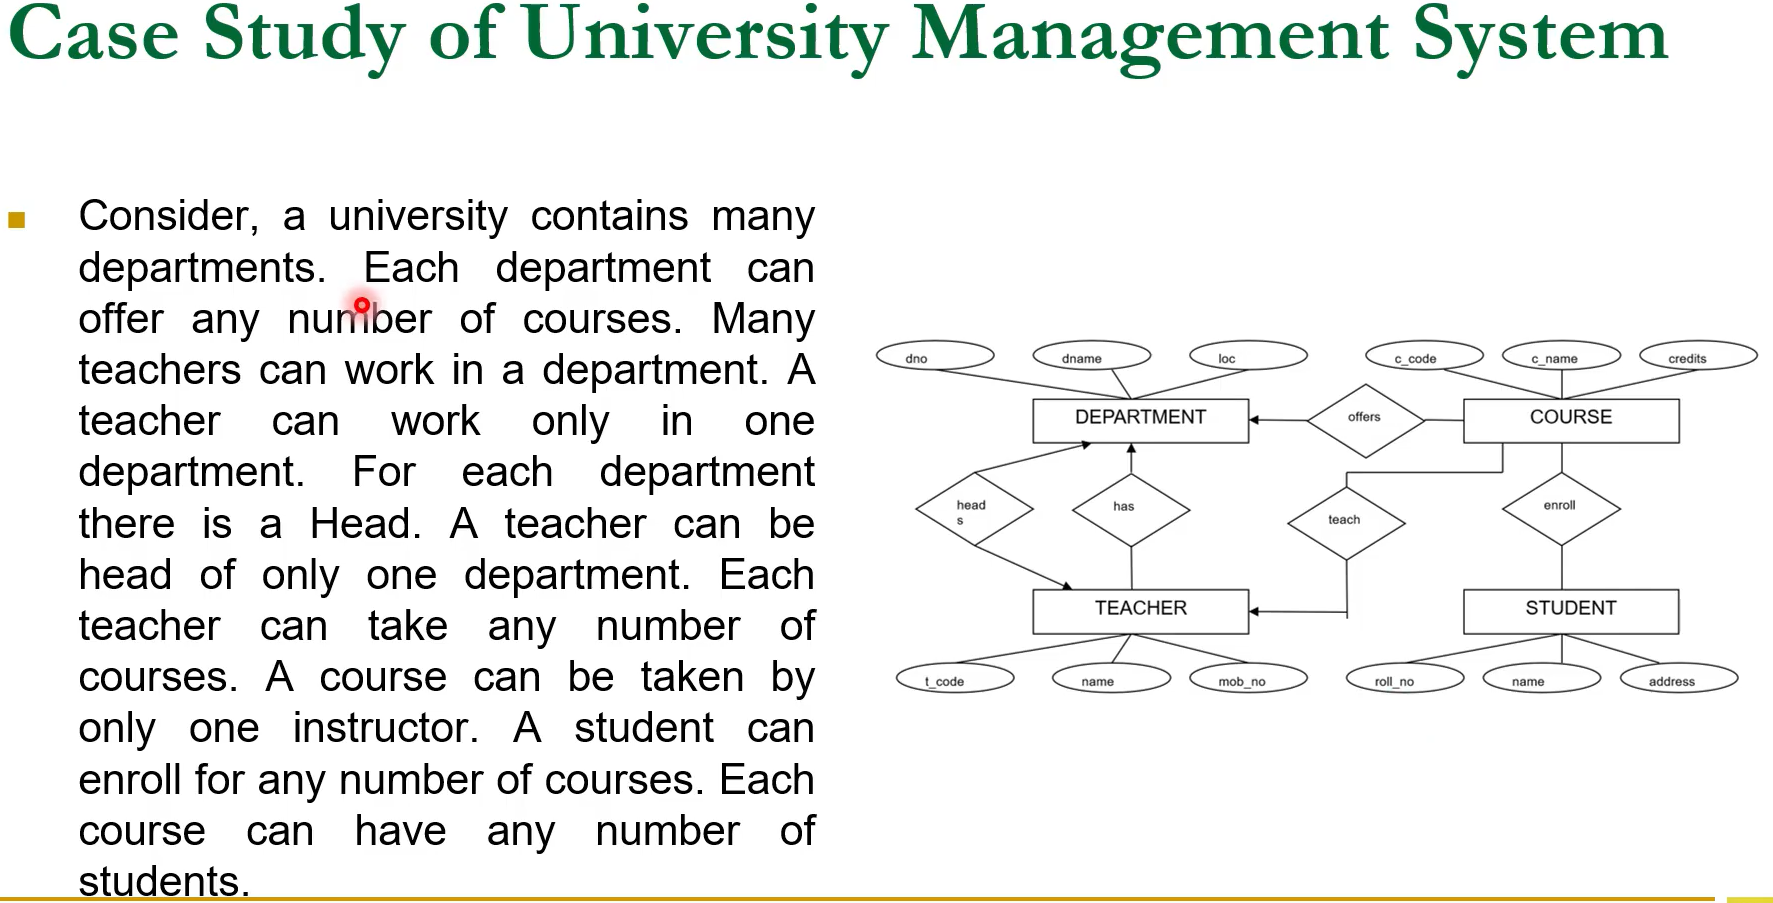 Case Study of University Management System
Consider, a university contains many
departments. Each department can
offer any number of courses. Many
teachers can work in a department. A
teacher can work only in one
department. For each department
there is a Head. A teacher can be
head of only one department. Each
teacher can take any number of
courses. A course can be taken by
only one instructor. A student can
enroll for any number of courses. Each
course can have any number of
students.
dno
dname
loc
c_code
c_name
credits
DEPARTMENT
offers
COURSE
head
s
has
teach
enroll
TEACHER
STUDENT
t_code
name
mob_no
roll_no
name
address